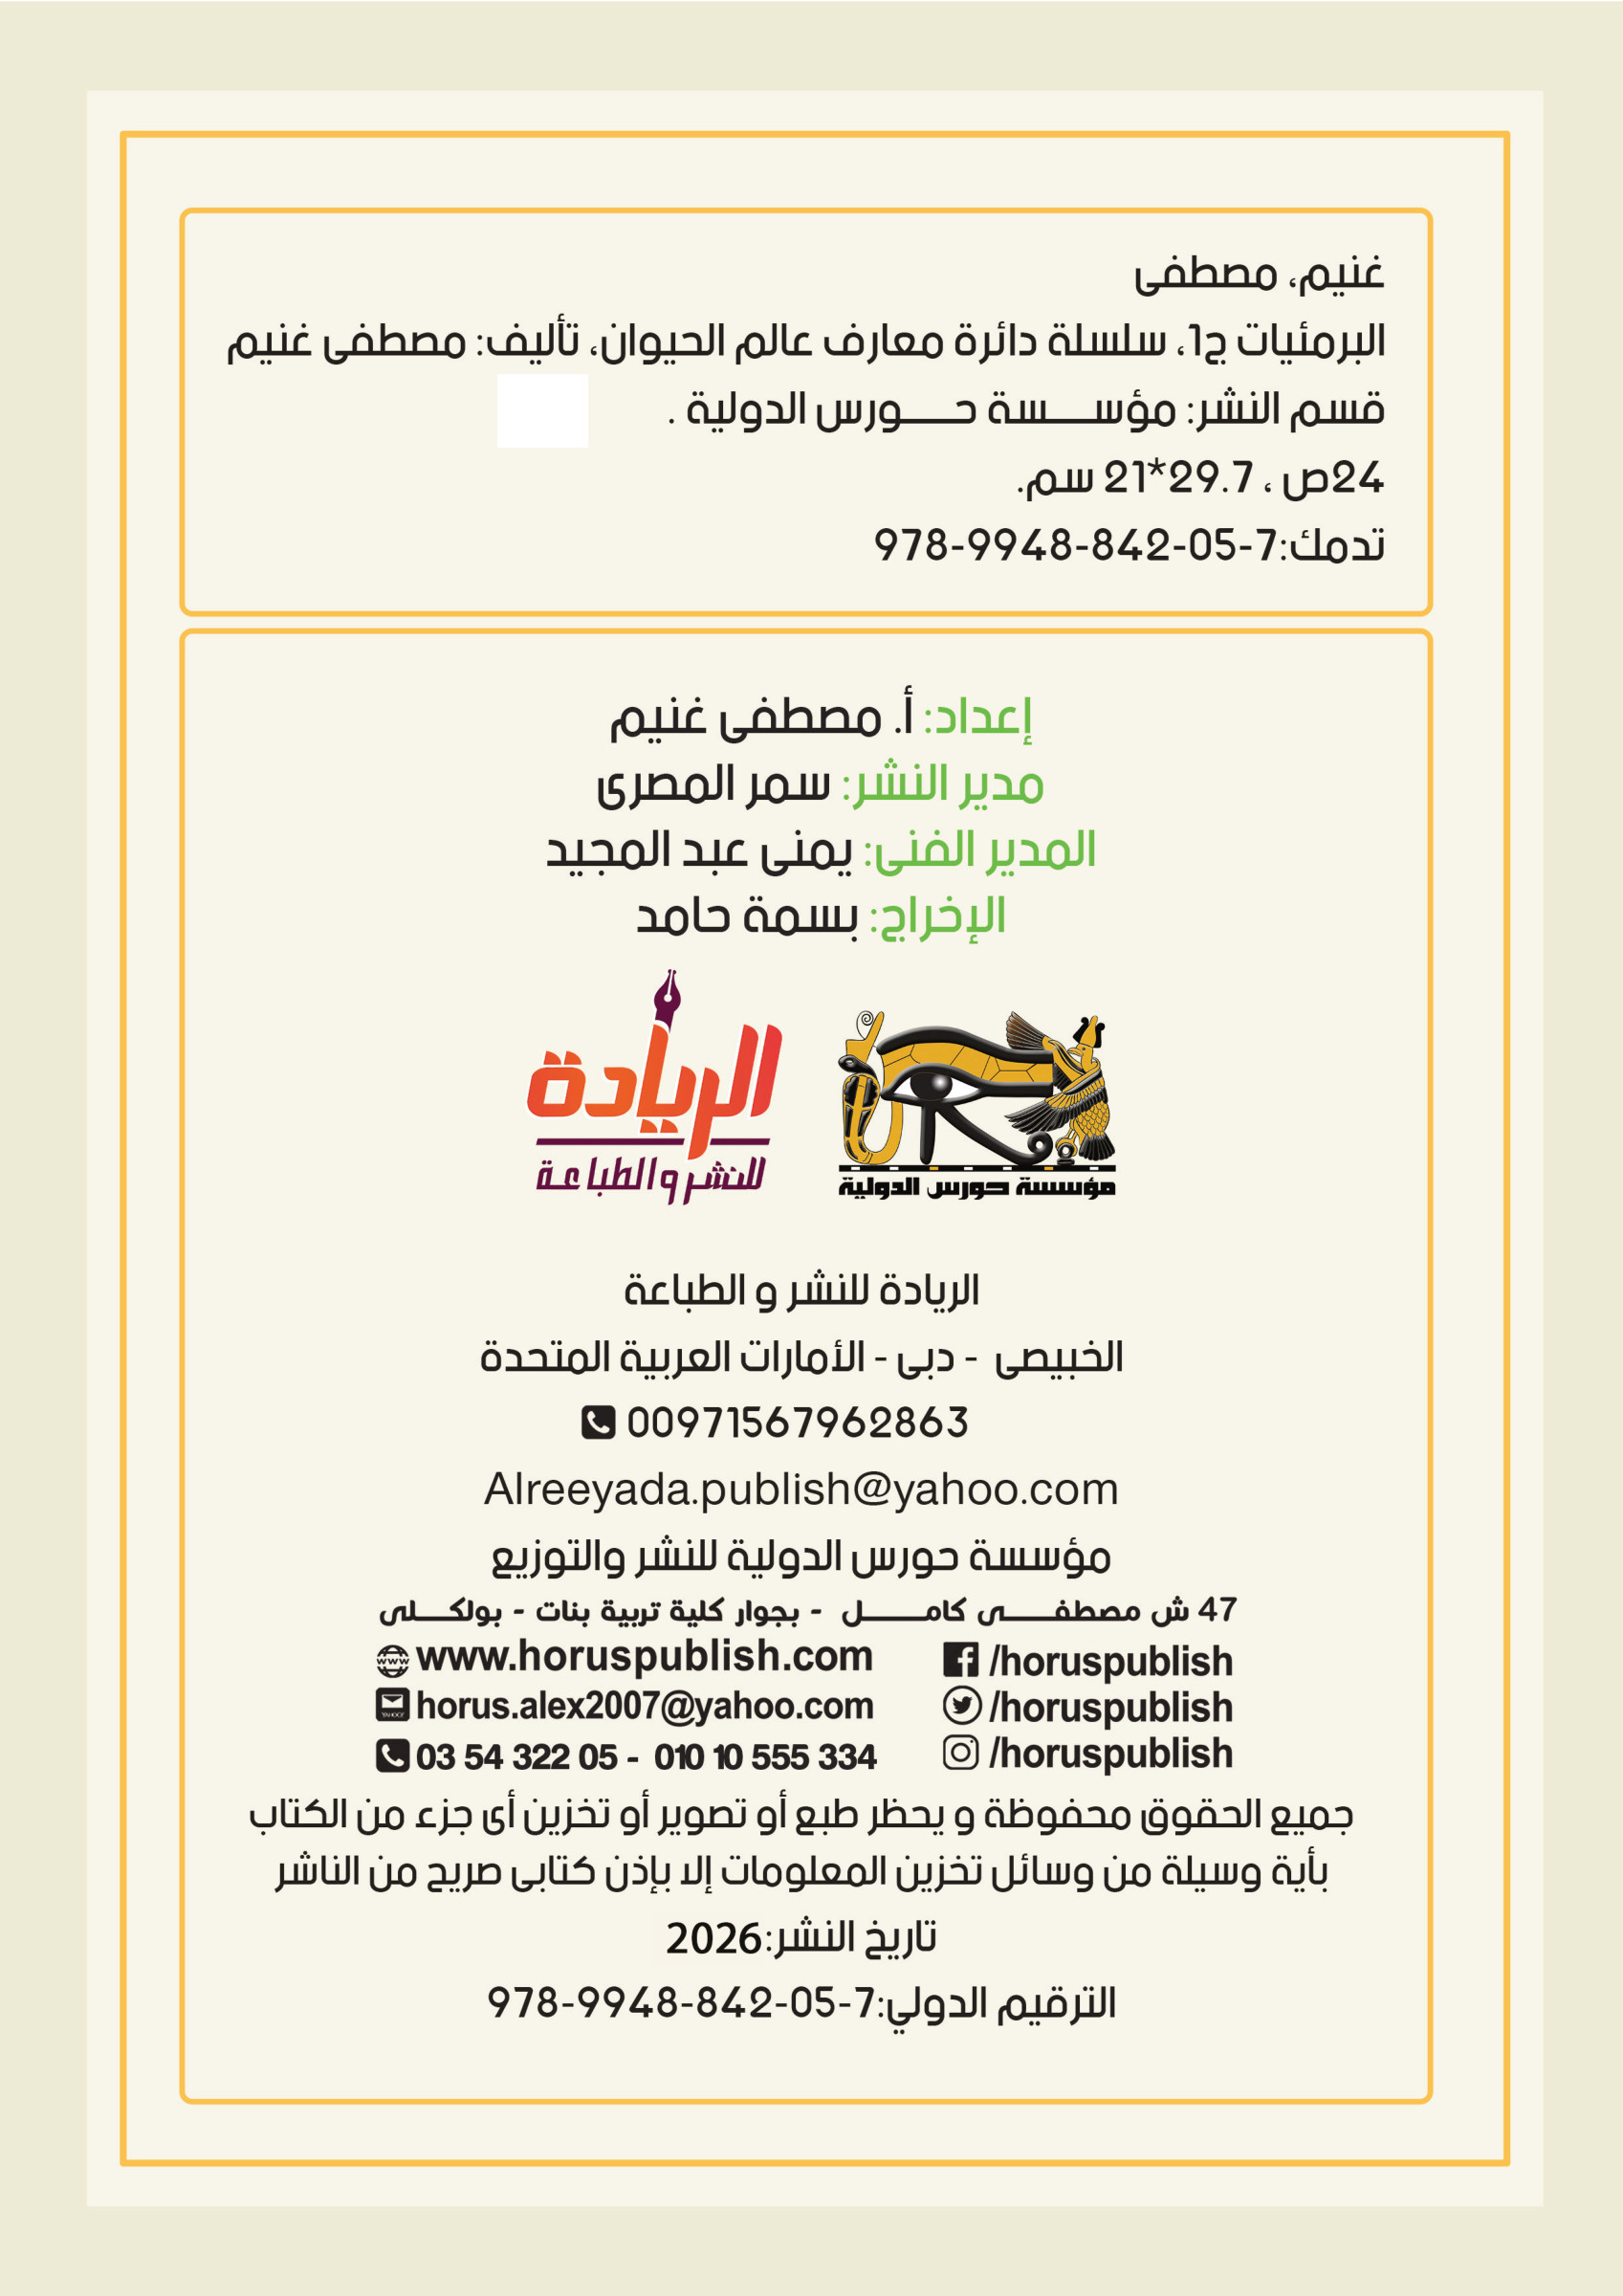 غنيم، مصطفى
البرمئيات ج1، سلسلة دائرة معارف عالم الحيوان، تأليف: مصطفى غنيم
قسم النشر: مؤسسة حورس الدولية .
24ص ، 29.7*21 سم.
تدمك:7-05-842-9948-978
إعداد: أ. مصطفى غنيم
مدير النشر: سمر المصرى
المدير الفنى: يمنى عبد المجيد
الإخراج: بسمة حامد
مؤسسة حورس الدولية
الريادة
للنشر والطباعة
الريادة للنشر و الطباعة
الخبيصى - دبى - الأمارات العربية المتحدة
00971567962863
Alreeyada.publish@yahoo.com
مؤسسة حورس الدولية للنشر والتوزيع
47 ش مصطفى كامل - بجوار كلية تربية بنات - بولكلى
www.horuspublish.com
/horuspublish
horus.alex2007@yahoo.com
/horuspublish
03 54 322 05 - 010 10 555 334
/horuspublish
جميع الحقوق محفوظة و يحظر طبع أو تصوير أو تخزين أى جزء من الكتاب
بأية وسيلة من وسائل تخزين المعلومات إلا بإذن كتابى صريح من الناشر
تاريخ النشر:2026
الترقيم الدولي:7-05-842-9948-978